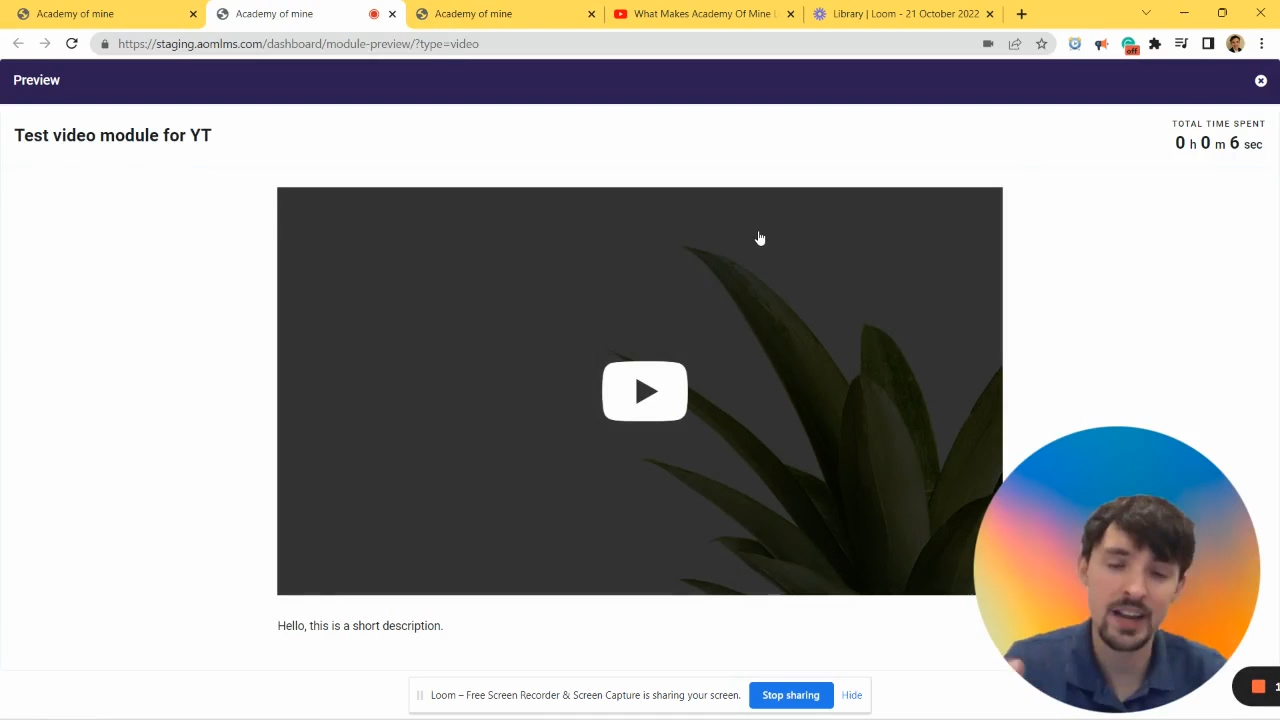 Academy of mine
Academy of mine
Academy of mine
What Makes Academy Of Mine
Library | Loom - 21 October 2022
https://staging.aomlms.com/dashboard/module-preview/?type=video
off
Preview
Test video module for YT
TOTAL TIME SPENT
0 h 0 m 6 sec
Hello, this is a short description.
Loom – Free Screen Recorder & Screen Capture is sharing your screen.
Stop sharing
Hide